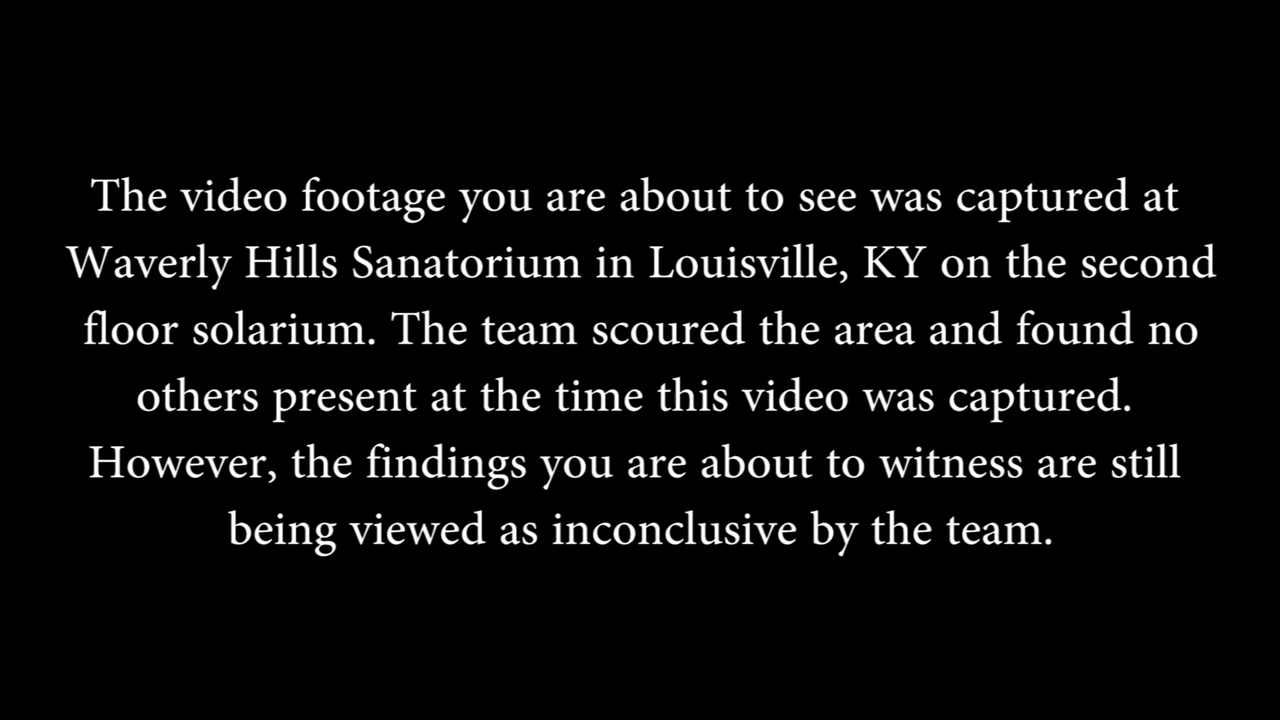 The video footage you are about to see was captured at
Waverly Hills Sanatorium in Louisville, KY on the second
floor solarium. The team scoured the area and found no
others present at the time this video was captured.
However, the findings you are about to witness are still
being viewed as inconclusive by the team.